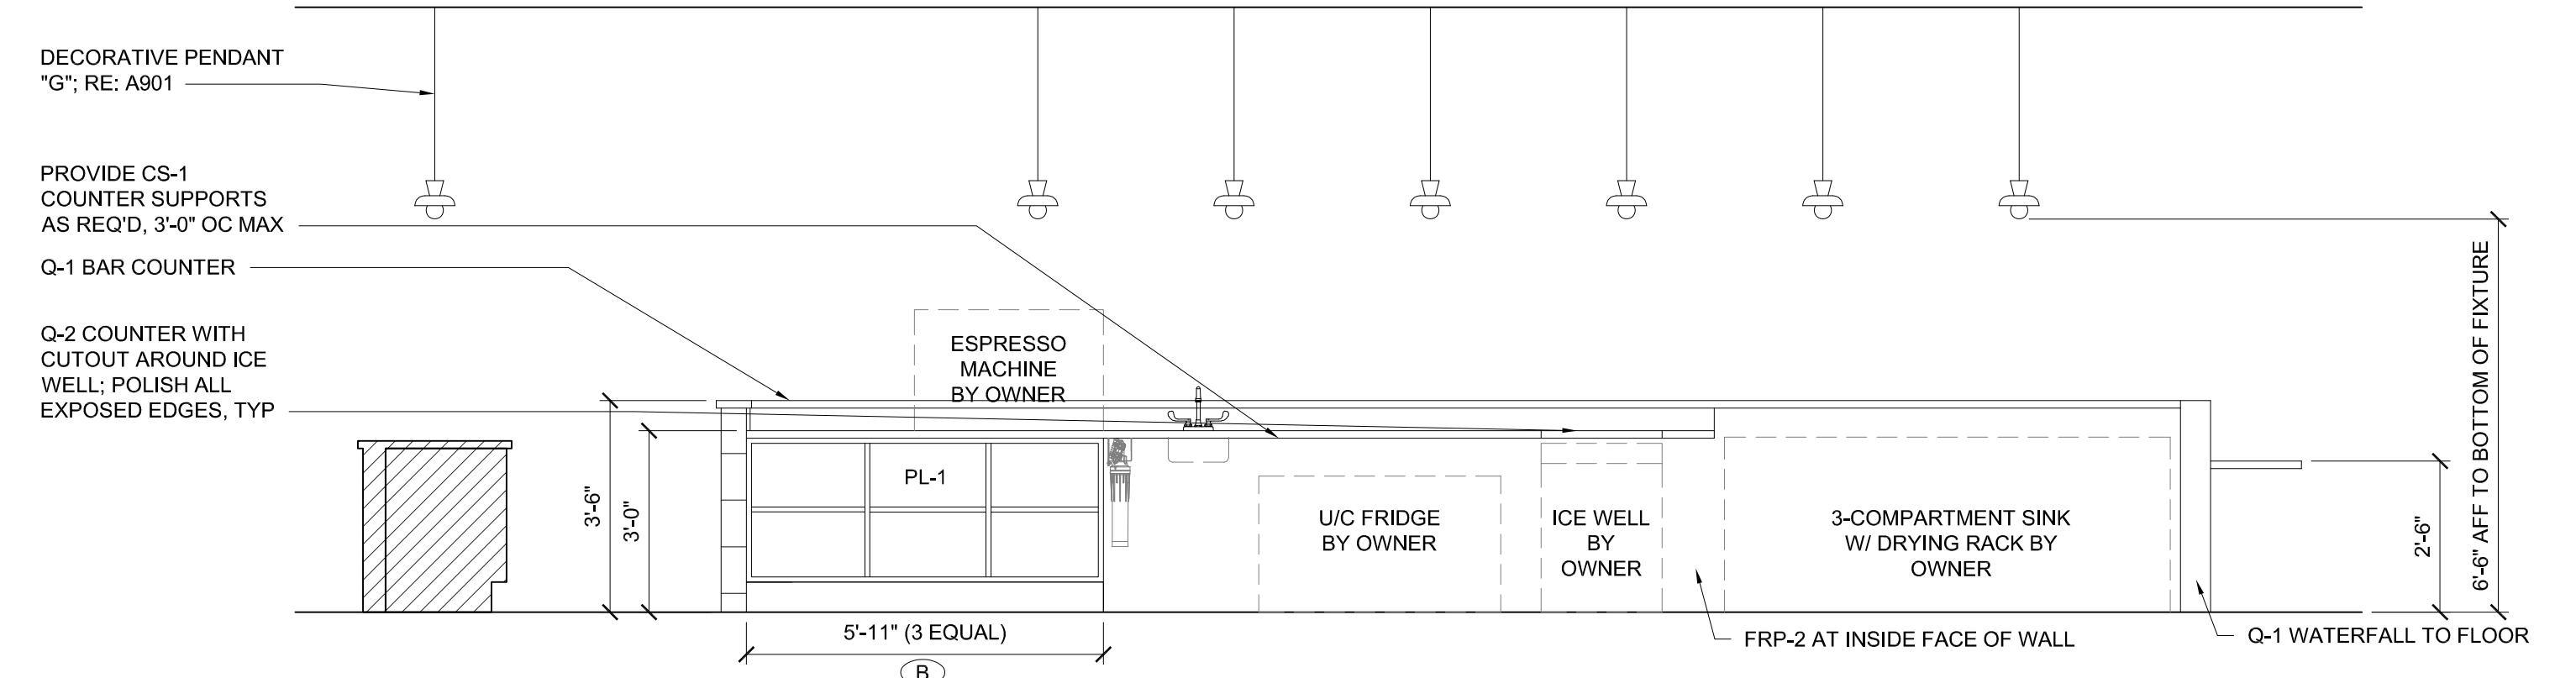 DECORATIVE PENDANT
"G"; RE: A901
PROVIDE CS-1
COUNTER SUPPORTS
AS REQ'D, 3'-0" OC MAX
Q-1 BAR COUNTER
Q-2 COUNTER WITH
CUTOUT AROUND ICE
WELL; POLISH ALL
EXPOSED EDGES, TYP
ESPRESSO
MACHINE
BY OWNER
3'-6"
3'-0"
PL-1
U/C FRIDGE
BY OWNER
ICE WELL
BY
OWNER
3-COMPARTMENT SINK
W/ DRYING RACK BY
OWNER
2'-6"
6'-6" AFF TO BOTTOM OF FIXTURE
5'-11" (3 EQUAL)
B
FRP-2 AT INSIDE FACE OF WALL
Q-1 WATERFALL TO FLOOR